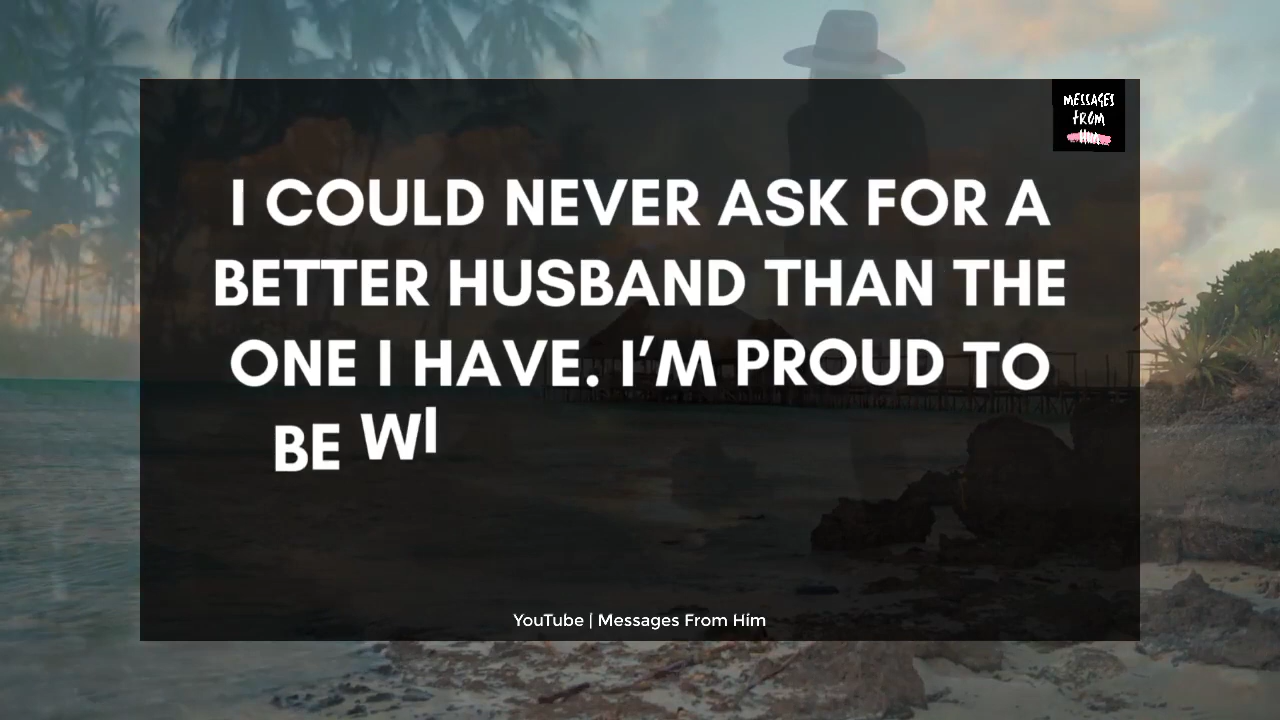 MESSAGES
FROM
HIM
I COULD NEVER ASK FOR A
BETTER HUSBAND THAN THE
ONE I HAVE. I’M PROUD TO
BE WI
YouTube | Messages From Him